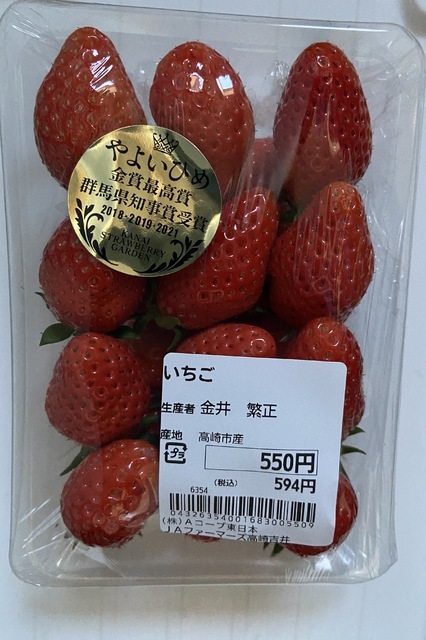 やよいひめ
金賞最高賞
群馬県知事賞受賞
2018・2019・2021
KANAI
STRAWBERRY
GARDEN
いちご
生産者 金井 繁正
産地 高崎市産
プラ
550円
6354 (税込) 594円
04326354001683005509
(株)Aコープ東日本
JAファーマーズ高崎吉井